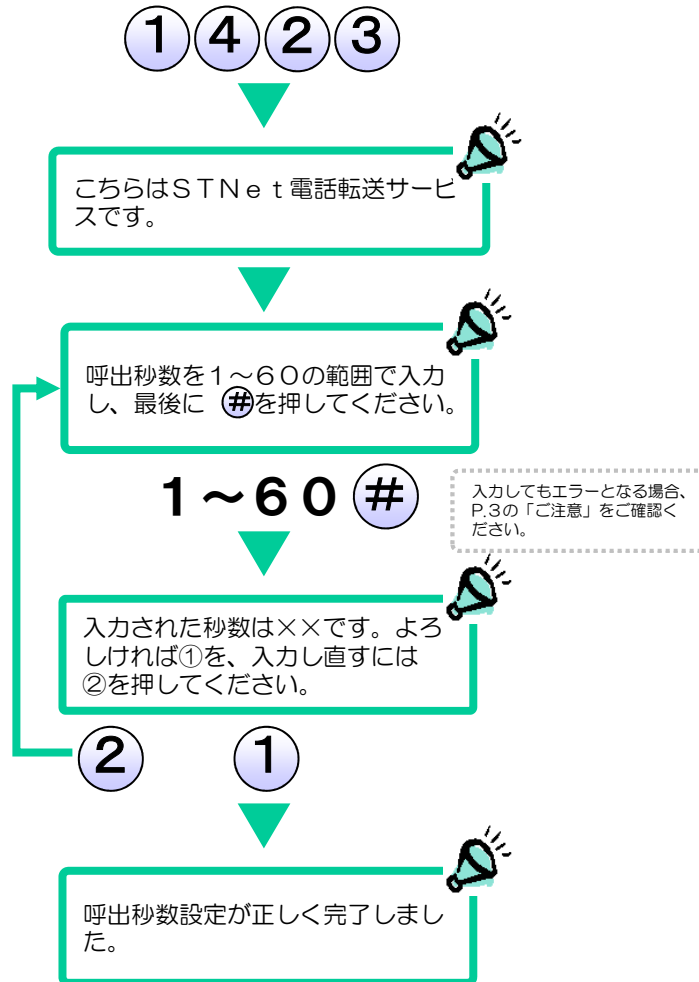 ①④②③
こちらはＳＴＮｅｔ電話転送サービ
スです。
呼出秒数を１～６０の範囲で入力
し、最後に #を押してください。
１～６０ #
入力してもエラーとなる場合、
P.3の「ご注意」をご確認く
ださい。
入力された秒数は××です。よろ
しければ①を、入力し直すには
②を押してください。
② ①
呼出秒数設定が正しく完了しまし
た。